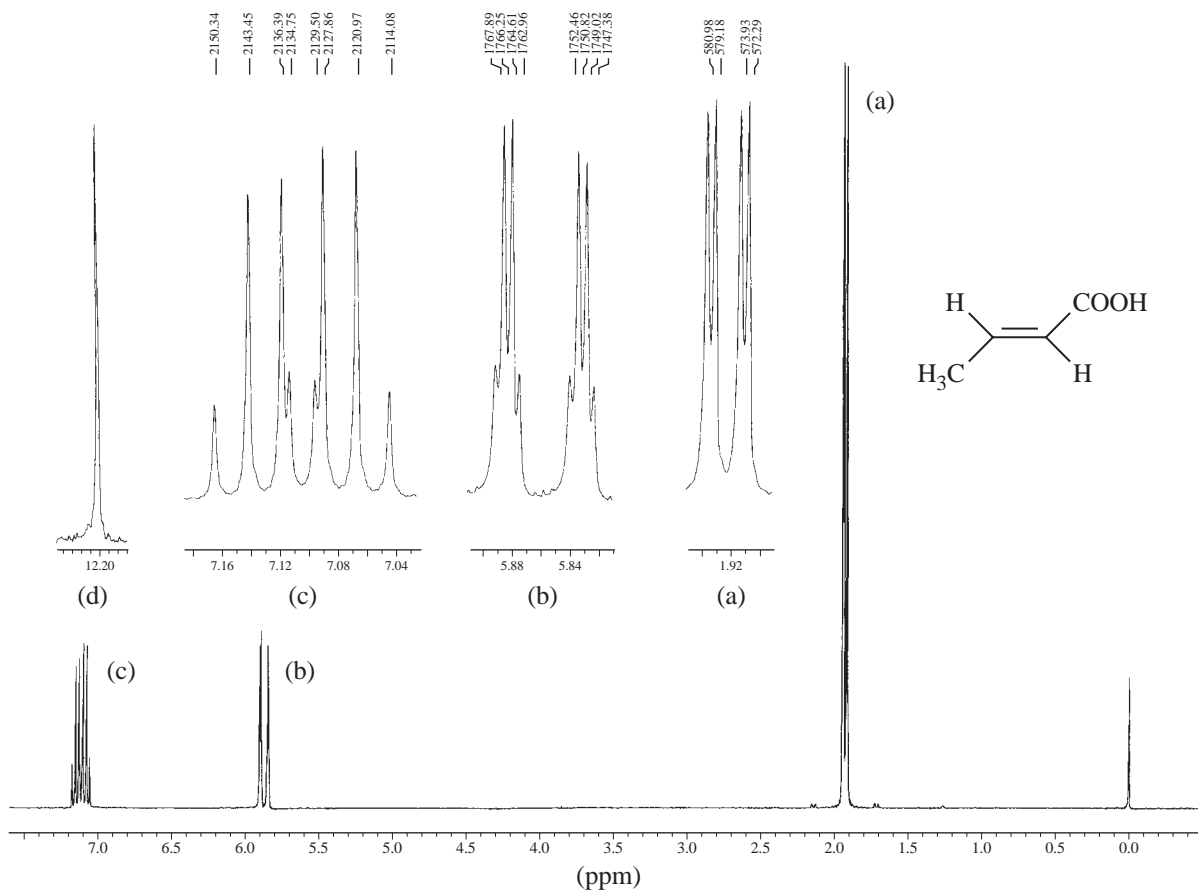 2150.34
2143.45
2136.39
2134.75
2129.50
2127.86
2120.97
2114.08
1767.89
1766.25
1764.61
1762.96
1752.46
1750.82
1749.02
1747.38
580.98
579.18
573.93
572.29
(a)
H
COOH
H3C
H
12.20
7.16 7.12 7.08 7.04
5.88 5.84
1.92
(d)
(c)
(b)
(a)
(c)
(b)
7.0 6.5 6.0 5.5 5.0 4.5 4.0 3.5 3.0 2.5 2.0 1.5 1.0 0.5 0.0
(ppm)